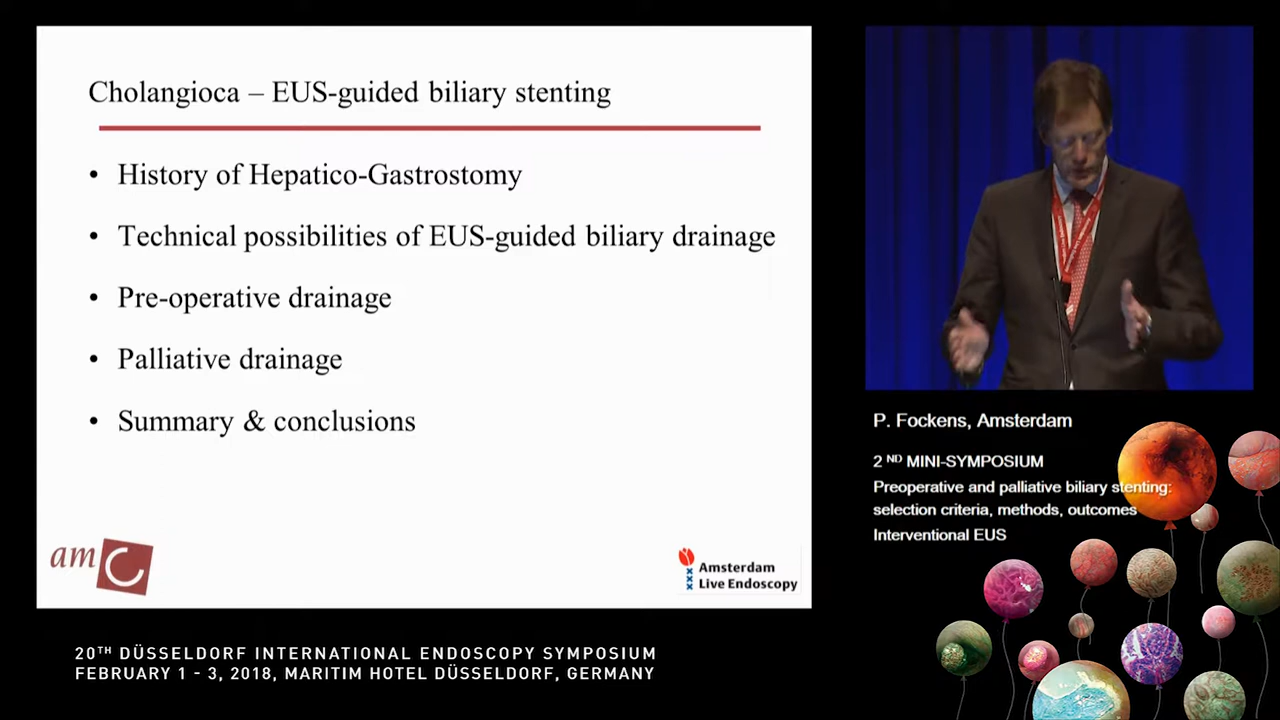 Cholangioca – EUS-guided biliary stenting
• History of Hepatico-Gastrostomy
• Technical possibilities of EUS-guided biliary drainage
• Pre-operative drainage
• Palliative drainage
• Summary & conclusions
amC
Amsterdam
Live Endoscopy
P. Fockens, Amsterdam
2 ND MINI-SYMPOSIUM
Preoperative and palliative biliary stenting:
selection criteria, methods, outcomes
Interventional EUS
20TH DÜSSELDORF INTERNATIONAL ENDOSCOPY SYMPOSIUM
FEBRUARY 1 - 3, 2018, MARITIM HOTEL DÜSSELDORF, GERMANY